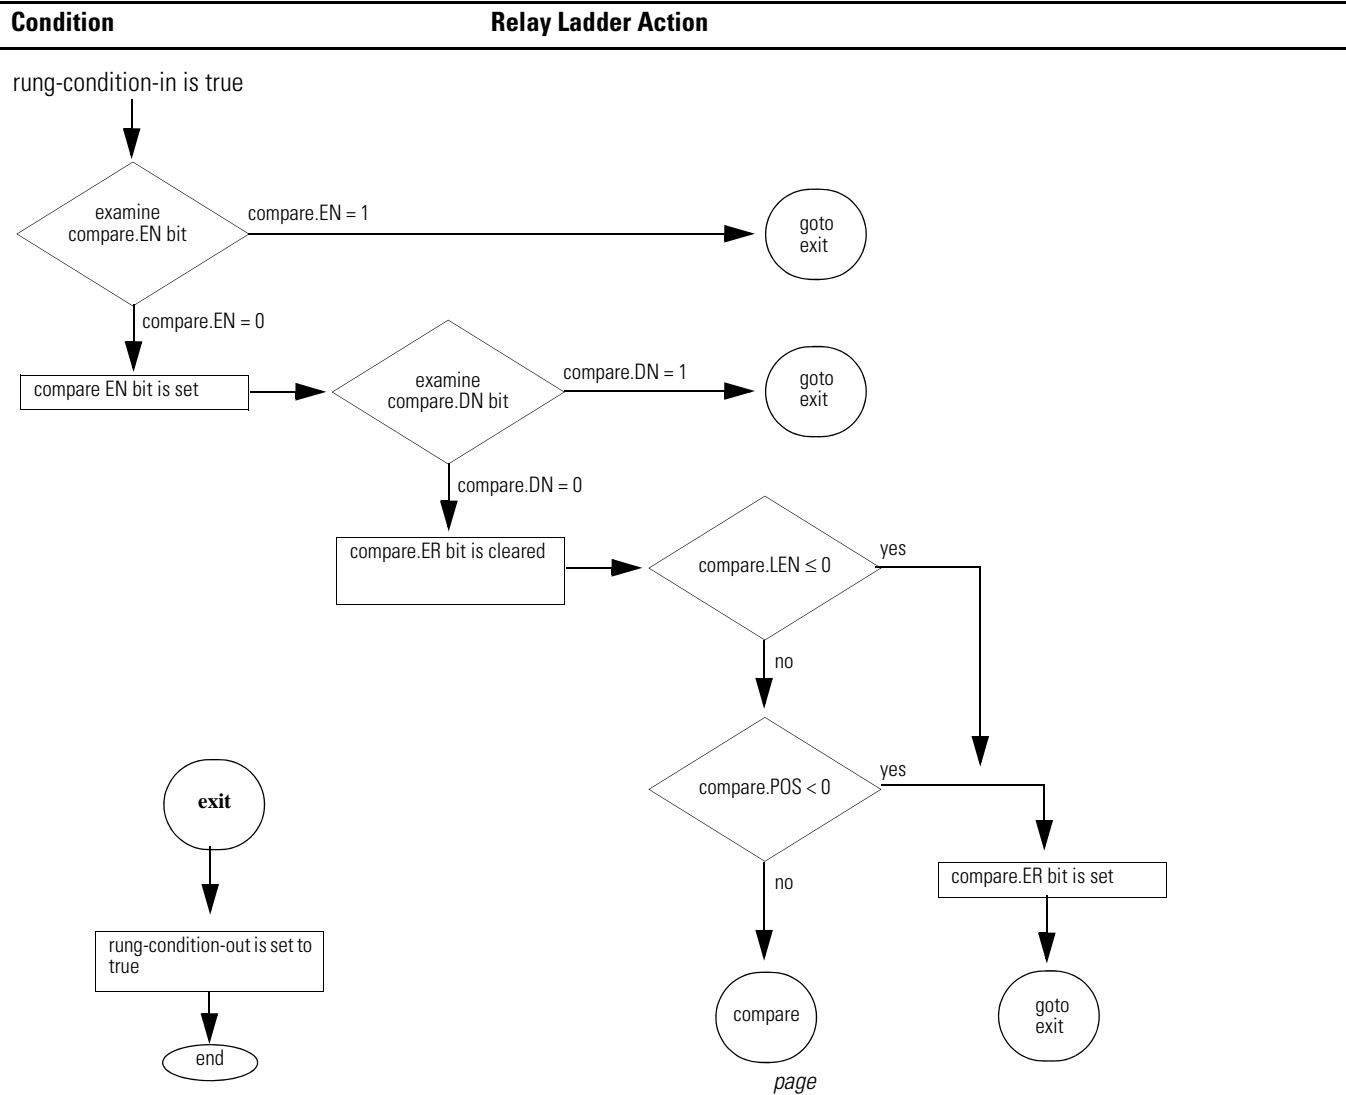 Condition
Relay Ladder Action
rung-condition-in is true
examine
compare.EN bit
compare.EN = 1
goto
exit
compare.EN = 0
compare EN bit is set
examine
compare.DN bit
compare.DN = 1
goto
exit
compare.DN = 0
compare.ER bit is cleared
compare.LEN ≤ 0
yes
no
compare.POS < 0
yes
no
exit
compare.ER bit is set
rung-condition-out is set to
true
compare
goto
exit
end
page